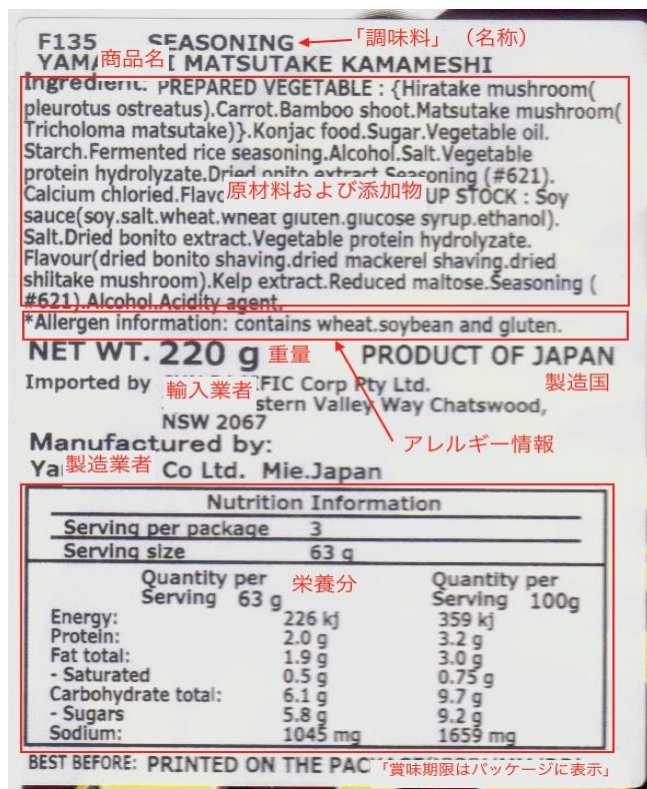 F135 SEASONING 「調味料」（名称）
商品名 MATSUTAKE KAMAMESHI
Ingredient: PREPARED VEGETABLE : {Hiratake mushroom(
pleurotus ostreatus).Carrot.Bamboo shoot.Matsutake mushroom(
Tricholoma matsutake)}.Konjac food.Sugar.Vegetable oil.
Starch.Fermented rice seasoning.Alcohol.Salt.Vegetable
protein hydrolyzate.Dried onito extract.Seasoning (#621).
Calcium chloried. 原材料および添加物 UP STOCK : Soy
sauce(soy.salt.wheat.wheat gluten.glucose syrup.ethanol).
Salt.Dried bonito extract.Vegetable protein hydrolyzate.
Flavour(dried bonito shaving.dried mackerel shaving.dried
shiitake mushroom).Kelp extract.Reduced maltose.Seasoning (
#621).Alcohol.Acidity agent.
*Allergen information: contains wheat.soybean and gluten.
NET WT. 220 g 重量 PRODUCT OF JAPAN
製造国
Imported by 輸入業者 Corp Pty Ltd.
Valley Way Chatswood,
NSW 2067
アレルギー情報
Manufactured by:
製造業者 Co Ltd. Mie.Japan
Nutrition Information
Serving per package 3
Serving size 63 g
Quantity per 栄養分 Quantity per
Serving 63 g Serving 100g
Energy: 226 kj 359 kj
Protein: 2.0 g 3.2 g
Fat total: 1.9 g 3.0 g
- Saturated 0.5 g 0.75 g
Carbohydrate total: 6.1 g 9.7 g
- Sugars 5.8 g 9.2 g
Sodium: 1045 mg 1659 mg
BEST BEFORE: PRINTED ON THE 「賞味期限はパッケージに表示」